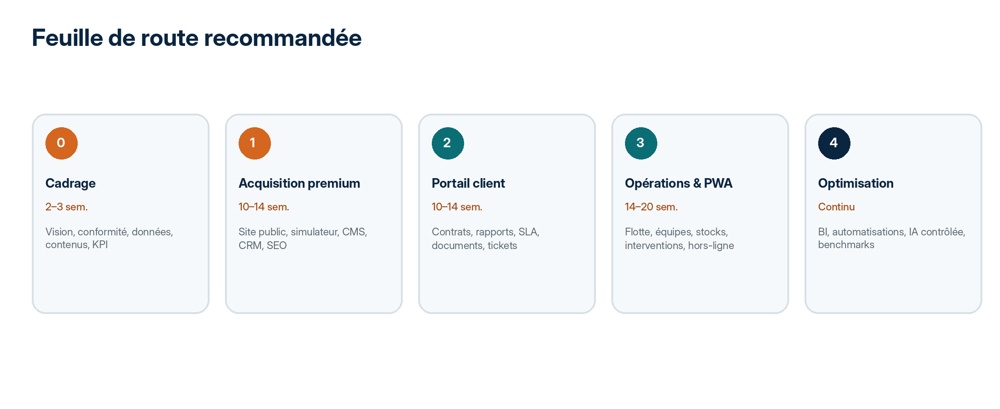 Feuille de route recommandée
0
Cadrage
2–3 sem.
Vision, conformité, données,
contenus, KPI
1
Acquisition premium
10–14 sem.
Site public, simulateur, CMS,
CRM, SEO
2
Portail client
10–14 sem.
Contrats, rapports, SLA,
documents, tickets
3
Opérations & PWA
14–20 sem.
Flotte, équipes, stocks,
interventions, hors-ligne
4
Optimisation
Continu
BI, automatisations, IA contrôlée,
benchmarks